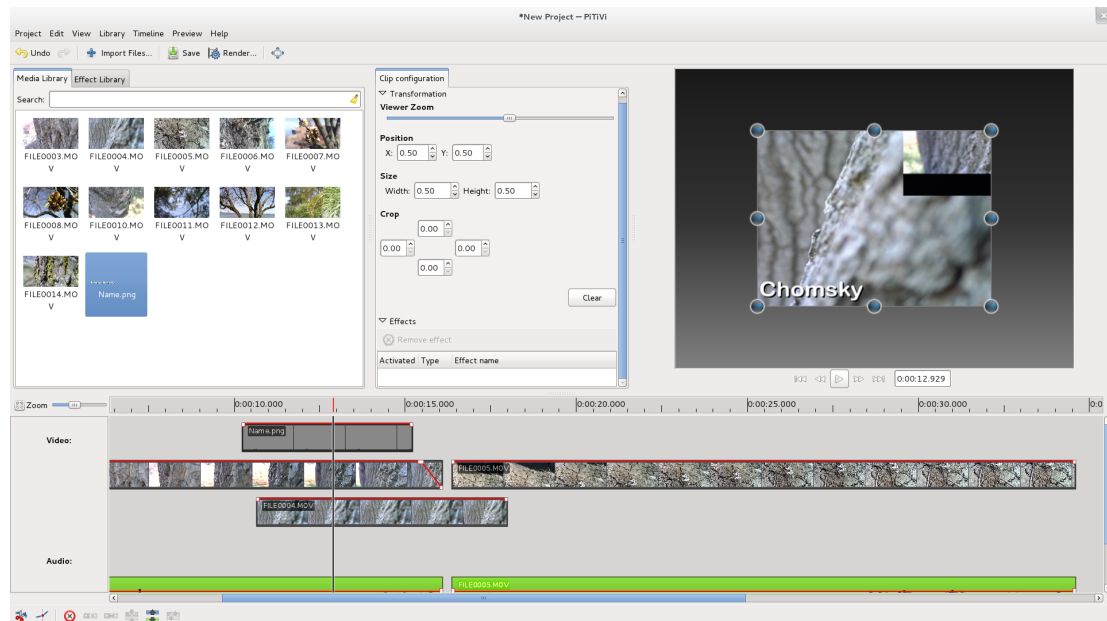 *New Project — PiTiVi
Project Edit View Library Timeline Preview Help
Undo Import Files... Save Render...
Media Library Effect Library
Search:
FILE0003.MO
V
FILE0004.MO
V
FILE0005.MO
V
FILE0006.MO
V
FILE0007.MO
V
FILE0008.MO
V
FILE0010.MO
V
FILE0011.MO
V
FILE0012.MO
V
FILE0013.MO
V
FILE0014.MO
V
Name.png
Clip configuration
Transformation
Viewer Zoom
Position
X: 0.50 Y: 0.50
Size
Width: 0.50 Height: 0.50
Crop
0.00
0.00 0.00
0.00
Clear
Effects
Remove effect
Activated Type Effect name
Chomsky
0:00:12.929
Zoom
0:00:10.000 0:00:15.000 0:00:20.000 0:00:25.000 0:00:30.000 0:0
Video:
Name.png
FILE0005.MOV
FILE0004.MOV
Audio:
FILE0005.MOV